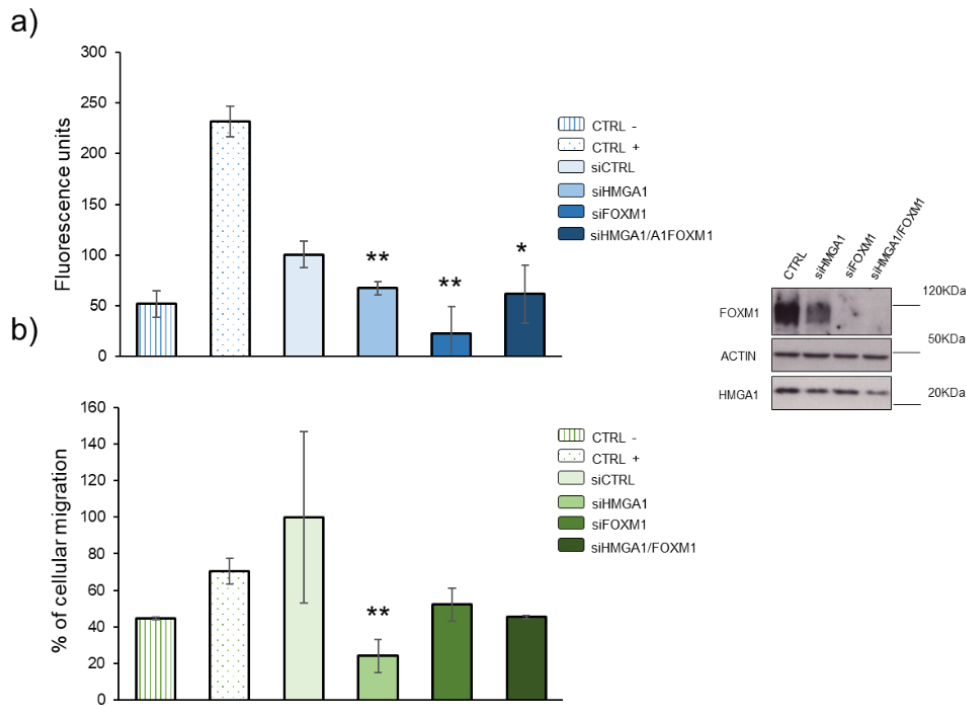 a)
300
250
200
150
100
50
0
Fluorescence units
CTRL -
CTRL +
siCTRL
siHMGA1
siFOXM1
siHMGA1/A1FOXM1
**
**
*
CTRL
siHMGA1
siFOXM1
siHMGA1/FOXM1
FOXM1
ACTIN
HMGA1
120KDa
50KDa
20KDa
b)
160
140
120
100
80
60
40
20
0
% of cellular migration
CTRL -
CTRL +
siCTRL
siHMGA1
siFOXM1
siHMGA1/FOXM1
**